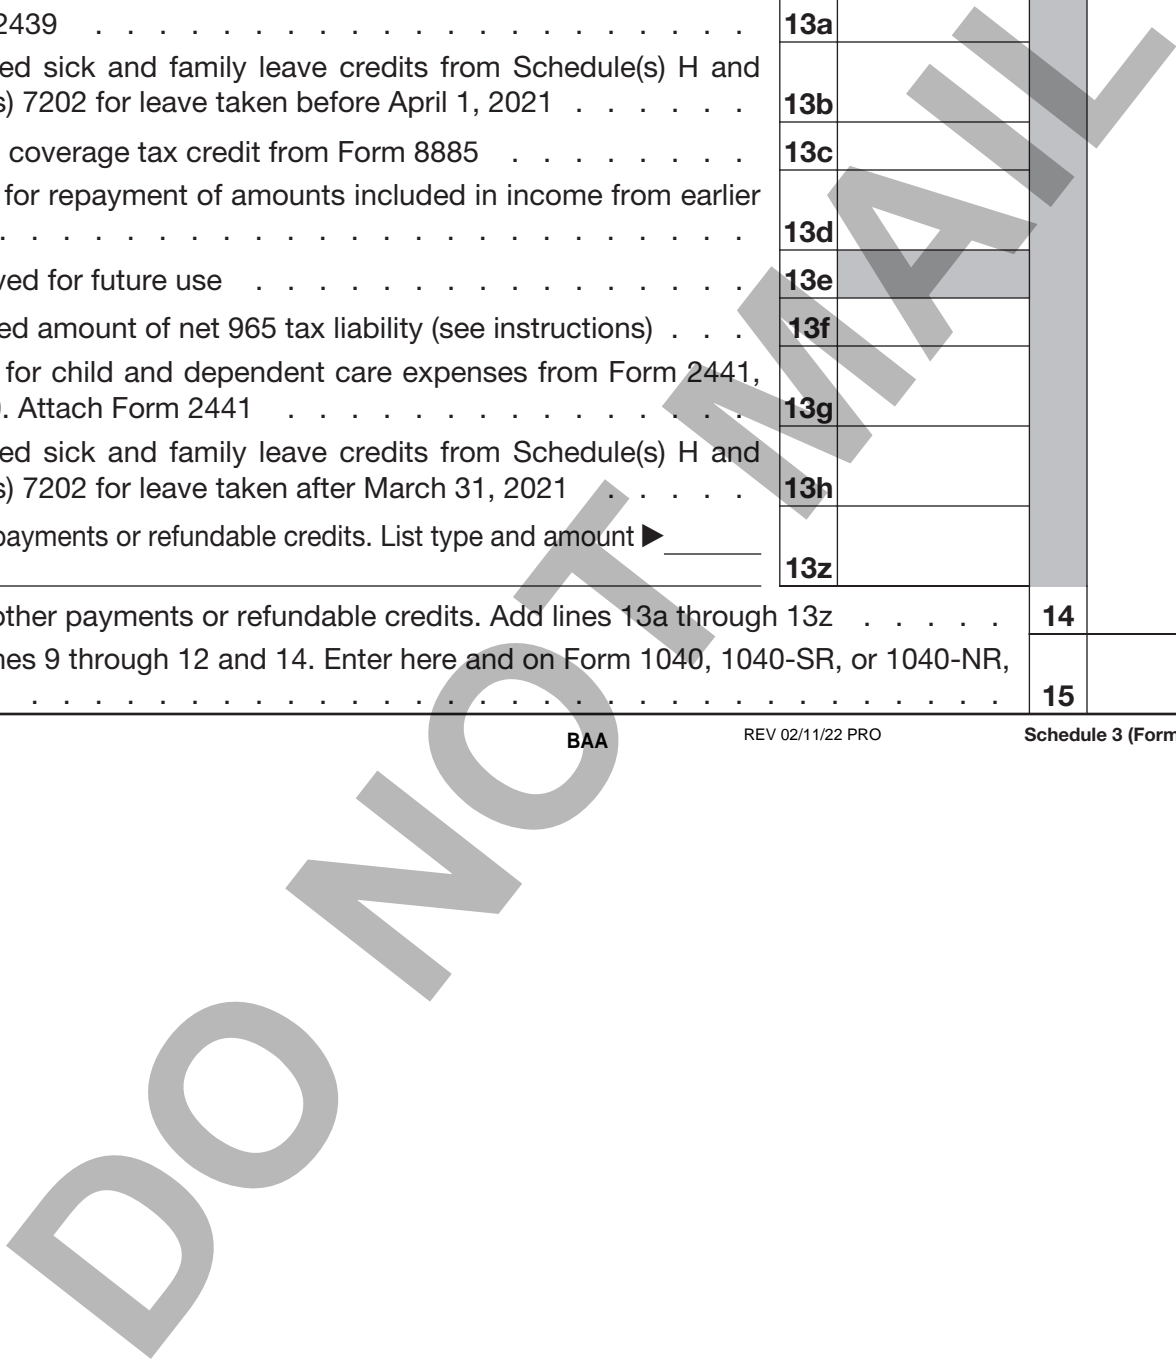 2439 . . . . . . . . . . . . . . . . . . . . 13a
ed sick and family leave credits from Schedule(s) H and
s) 7202 for leave taken before April 1, 2021 . . . . . . 13b
coverage tax credit from Form 8885 . . . . . . . . 13c
for repayment of amounts included in income from earlier
. . . . . . . . . . . . . . . . . . . . . . . . 13d
ved for future use . . . . . . . . . . . . . . . . 13e
ed amount of net 965 tax liability (see instructions) . . . 13f
for child and dependent care expenses from Form 2441,
. Attach Form 2441 . . . . . . . . . . . . . . . 13g
ed sick and family leave credits from Schedule(s) H and
s) 7202 for leave taken after March 31, 2021 . . . . . 13h
payments or refundable credits. List type and amount ▶
13z
other payments or refundable credits. Add lines 13a through 13z . . . . . 14
nes 9 through 12 and 14. Enter here and on Form 1040, 1040-SR, or 1040-NR,
. . . . . . . . . . . . . . . . . . . . . . . . . . . . . . . 15
BAA REV 02/11/22 PRO Schedule 3 (Form
DO NOT MAIL